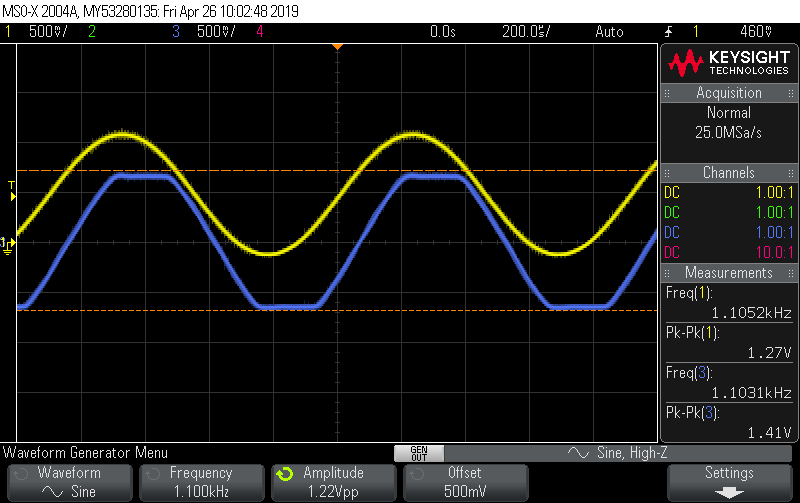 MSO-X 2004A, MY53280135: Fri Apr 26 10:02:48 2019
1 500%/ 2 3 500%/ 4 0.0s 200.0%/ Auto 1 460%
KEYSIGHT
TECHNOLOGIES
Acquisition
Normal
25.0MSa/s
Channels
DC 1.00:1
DC 1.00:1
DC 1.00:1
DC 10.0:1
Measurements
Freq(1):
1.1052kHz
Pk-Pk(1):
1.27V
Freq(3):
1.1031kHz
Pk-Pk(3):
1.41V
T
Waveform Generator Menu
GEN
OUT
Sine, High-Z
Waveform
Sine
Frequency
1.100kHz
Amplitude
1.22Vpp
Offset
500mV
Settings